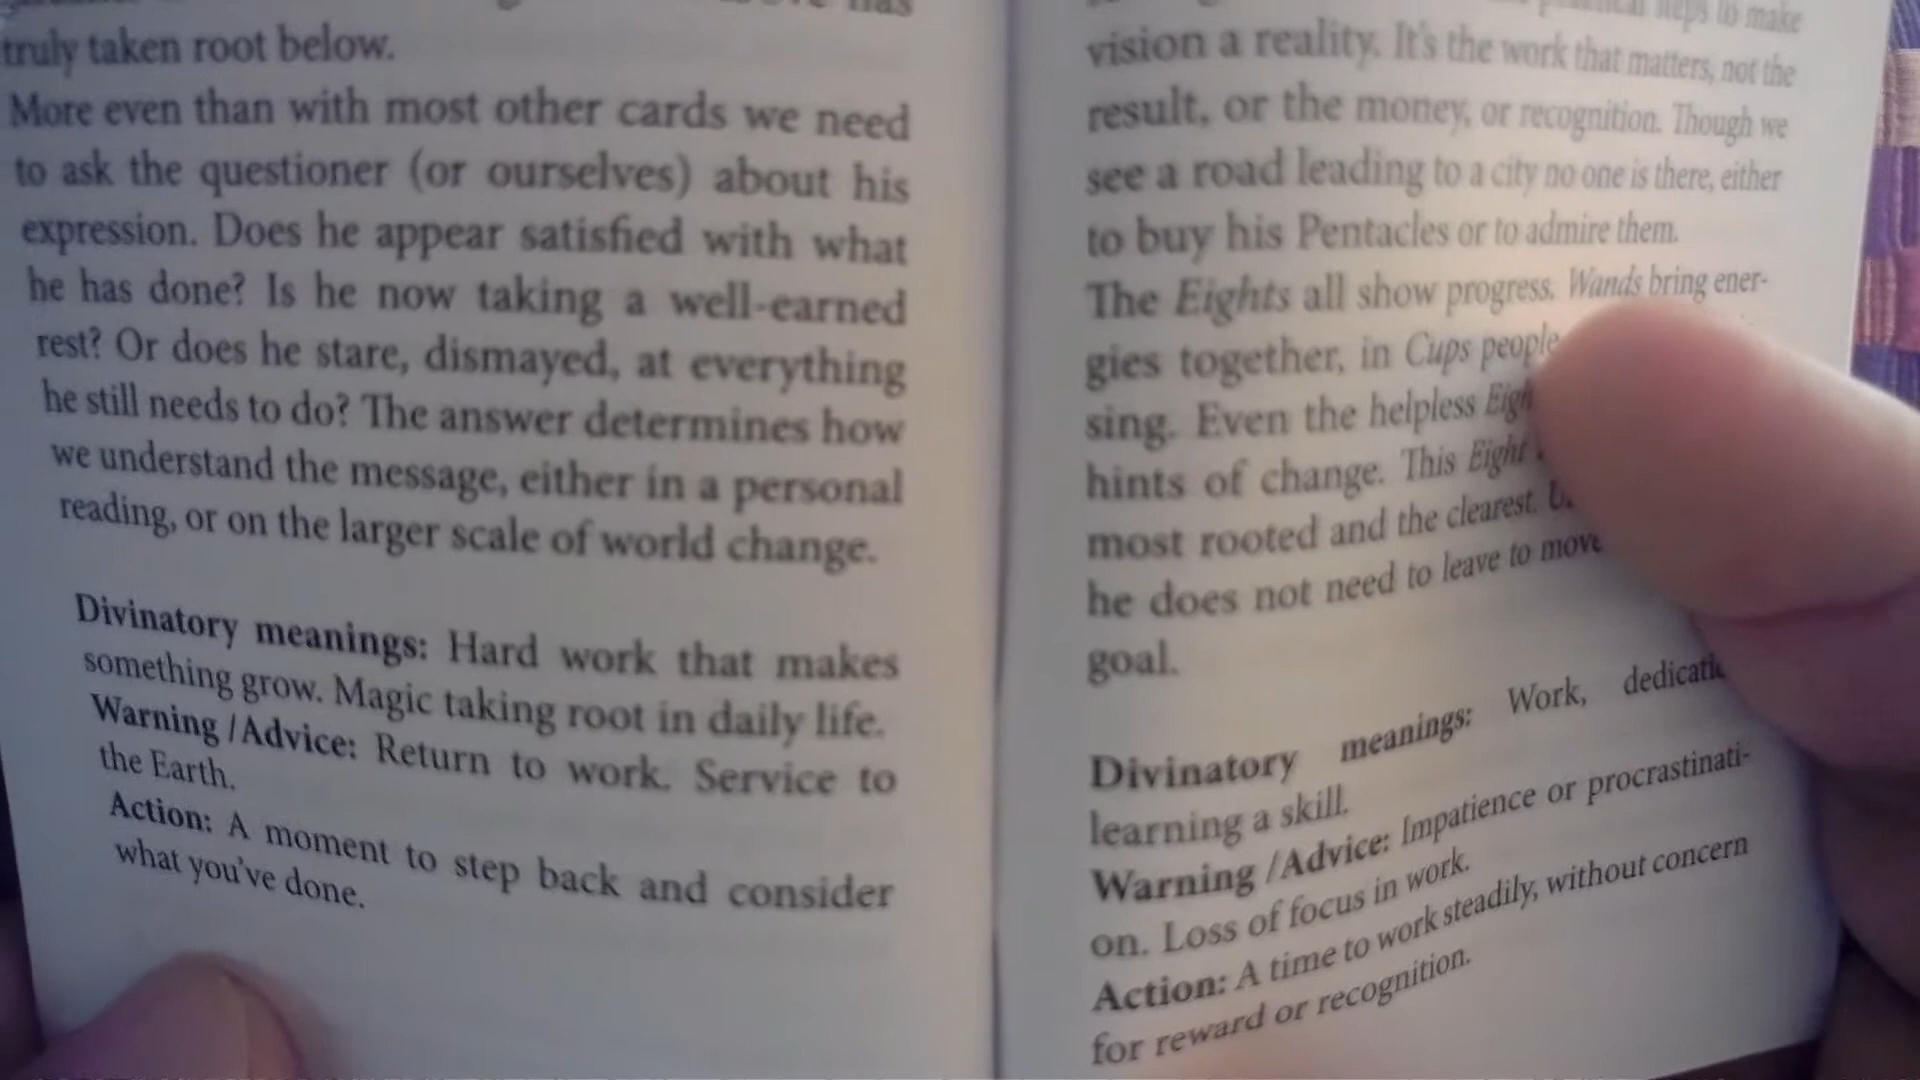 truly taken root below.
More even than with most other cards we need
to ask the questioner (or ourselves) about his
expression. Does he appear satisfied with what
he has done? Is he now taking a well-earned
rest? Or does he stare, dismayed, at everything
he still needs to do? The answer determines how
we understand the message, either in a personal
reading, or on the larger scale of world change.
Divinatory meanings: Hard work that makes
something grow. Magic taking root in daily life.
Warning /Advice: Return to work. Service to
the Earth.
Action: A moment to step back and consider
what you've done.
steps to make
vision a reality. It's the work that matters, not the
result, or the money, or recognition. Though we
see a road leading to a city no one is there, either
to buy his Pentacles or to admire them.
The Eights all show progress. Wands bring ener-
gies together, in Cups people
sing. Even the helpless
hints of change. This Eight
most rooted and the clearest.
he does not need to leave to move
goal.
Divinatory meanings: Work,
learning a skill.
Warning /Advice: Impatience or procrastinati-
on. Loss of focus in work.
Action: A time to work steadily, without concern
for reward or recognition.